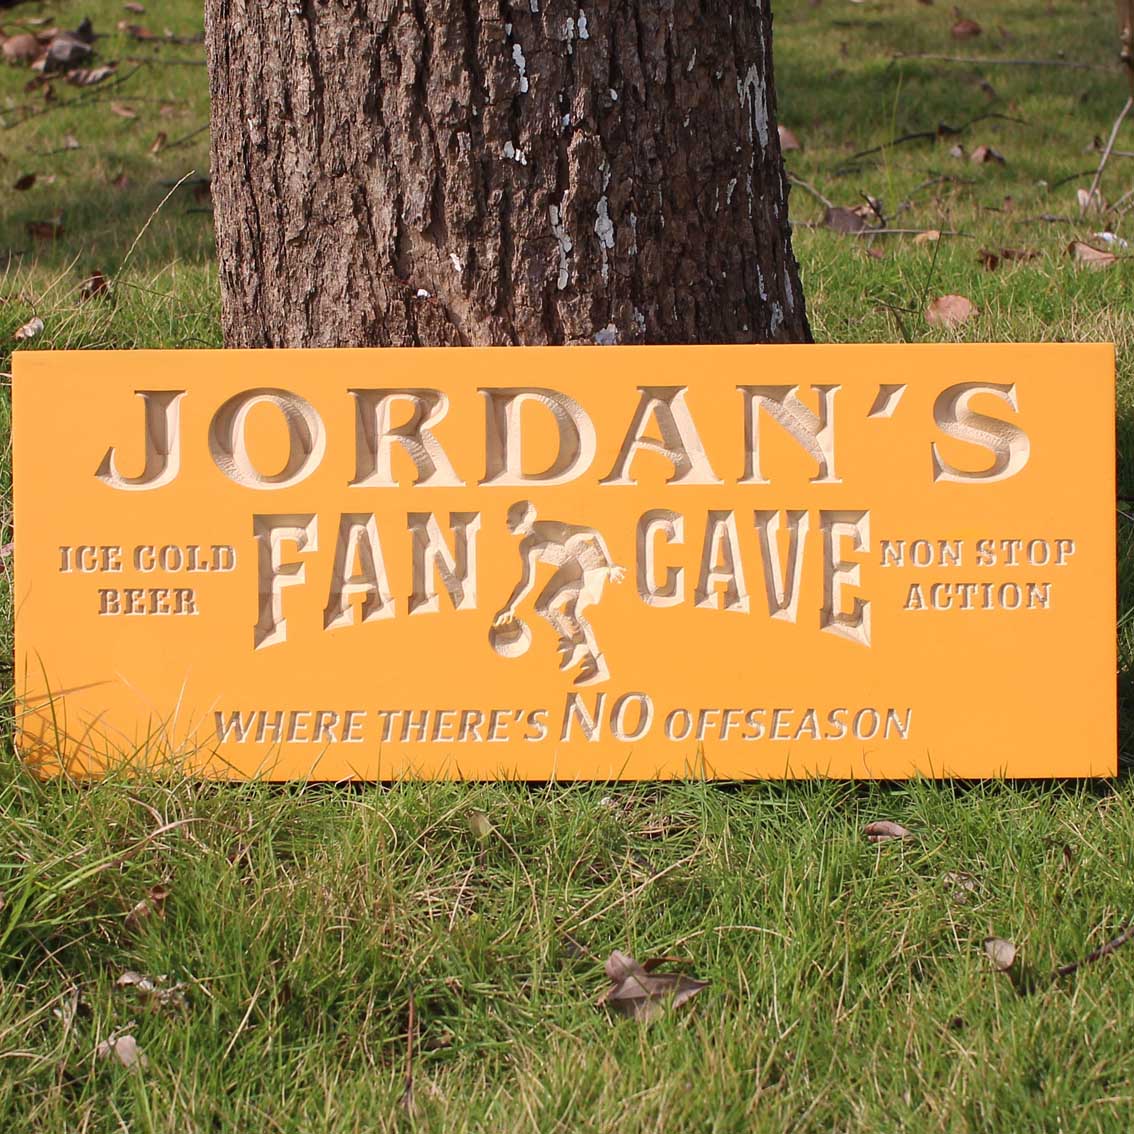 JORDAN'S
FAN CAVE
ICE COLD
BEER
NON STOP
ACTION
WHERE THERE'S NO OFFSEASON